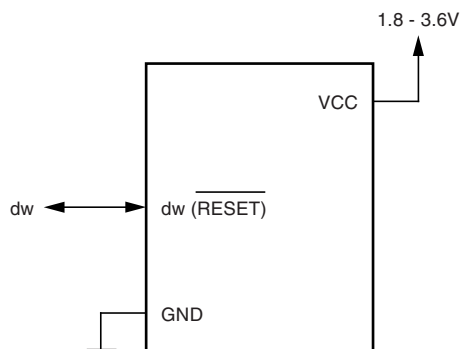 1.8 - 3.6V
VCC
dw
dw (RESET)
GND